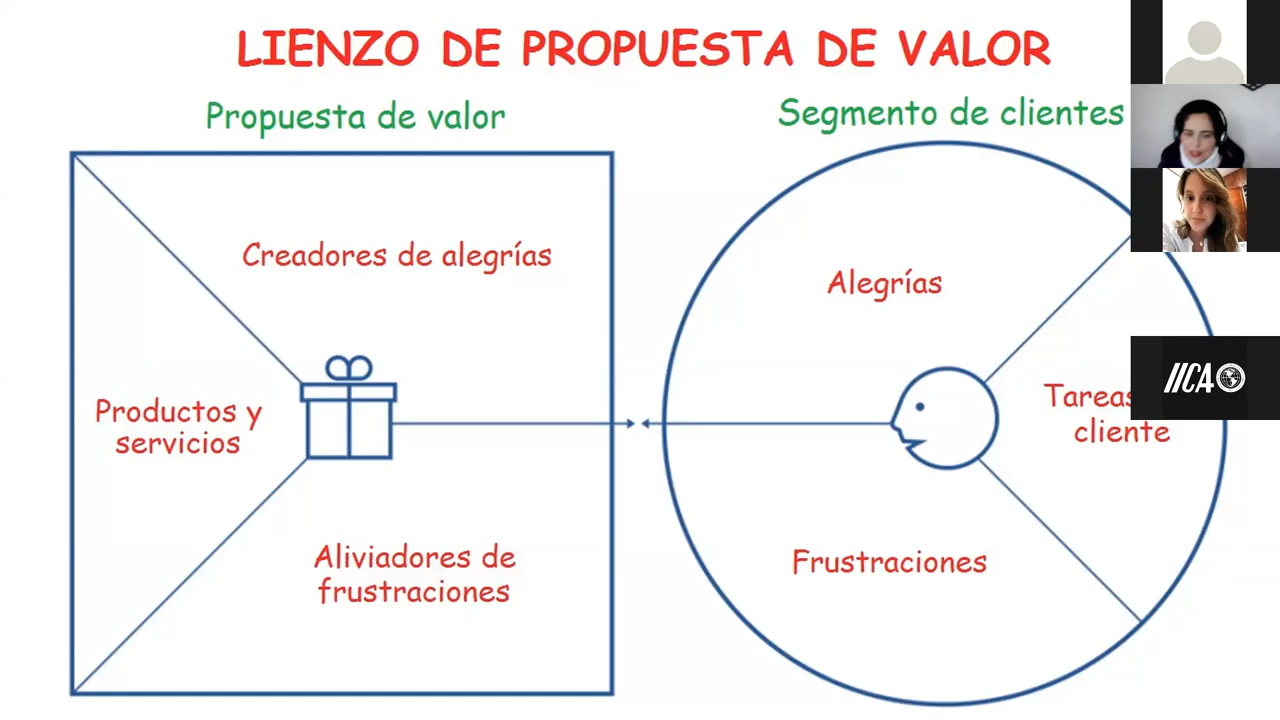 LIENZO DE PROPUESTA DE VALOR
Propuesta de valor
Segmento de clientes
Creadores de alegrías
Alegrías
Productos y
servicios
Tareas
cliente
Aliviadores de
frustraciones
Frustraciones
IICA